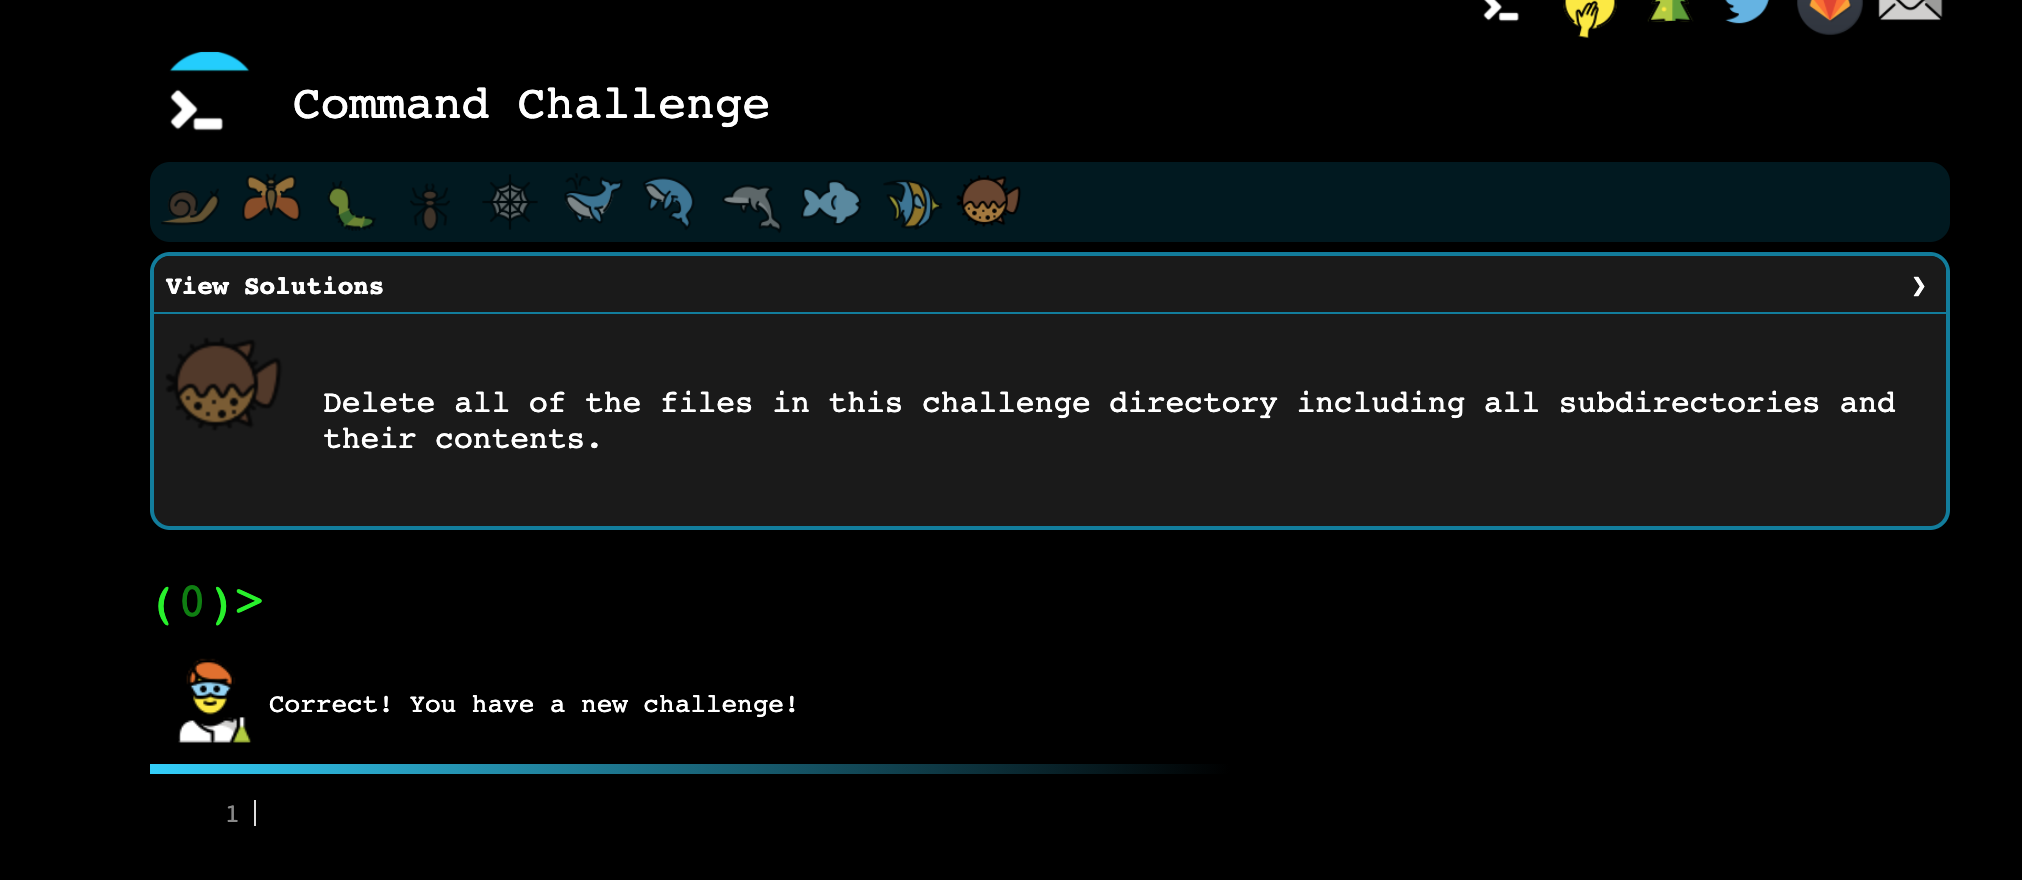 Command Challenge
View Solutions ❯
Delete all of the files in this challenge directory including all subdirectories and
their contents.
(0)>
Correct! You have a new challenge!
1